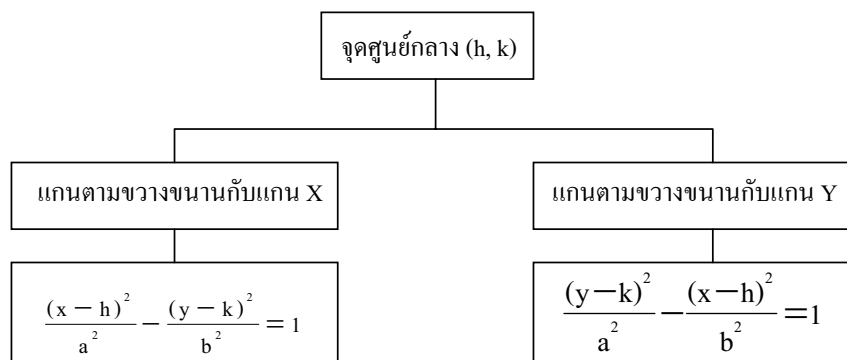 จุดศูนย์กลาง (h, k)
แกนตามขวางขนานกับแกน X
แกนตามขวางขนานกับแกน Y
(x − h)² / a² − (y − k)² / b² = 1
(y − k)² / a² − (x − h)² / b² = 1